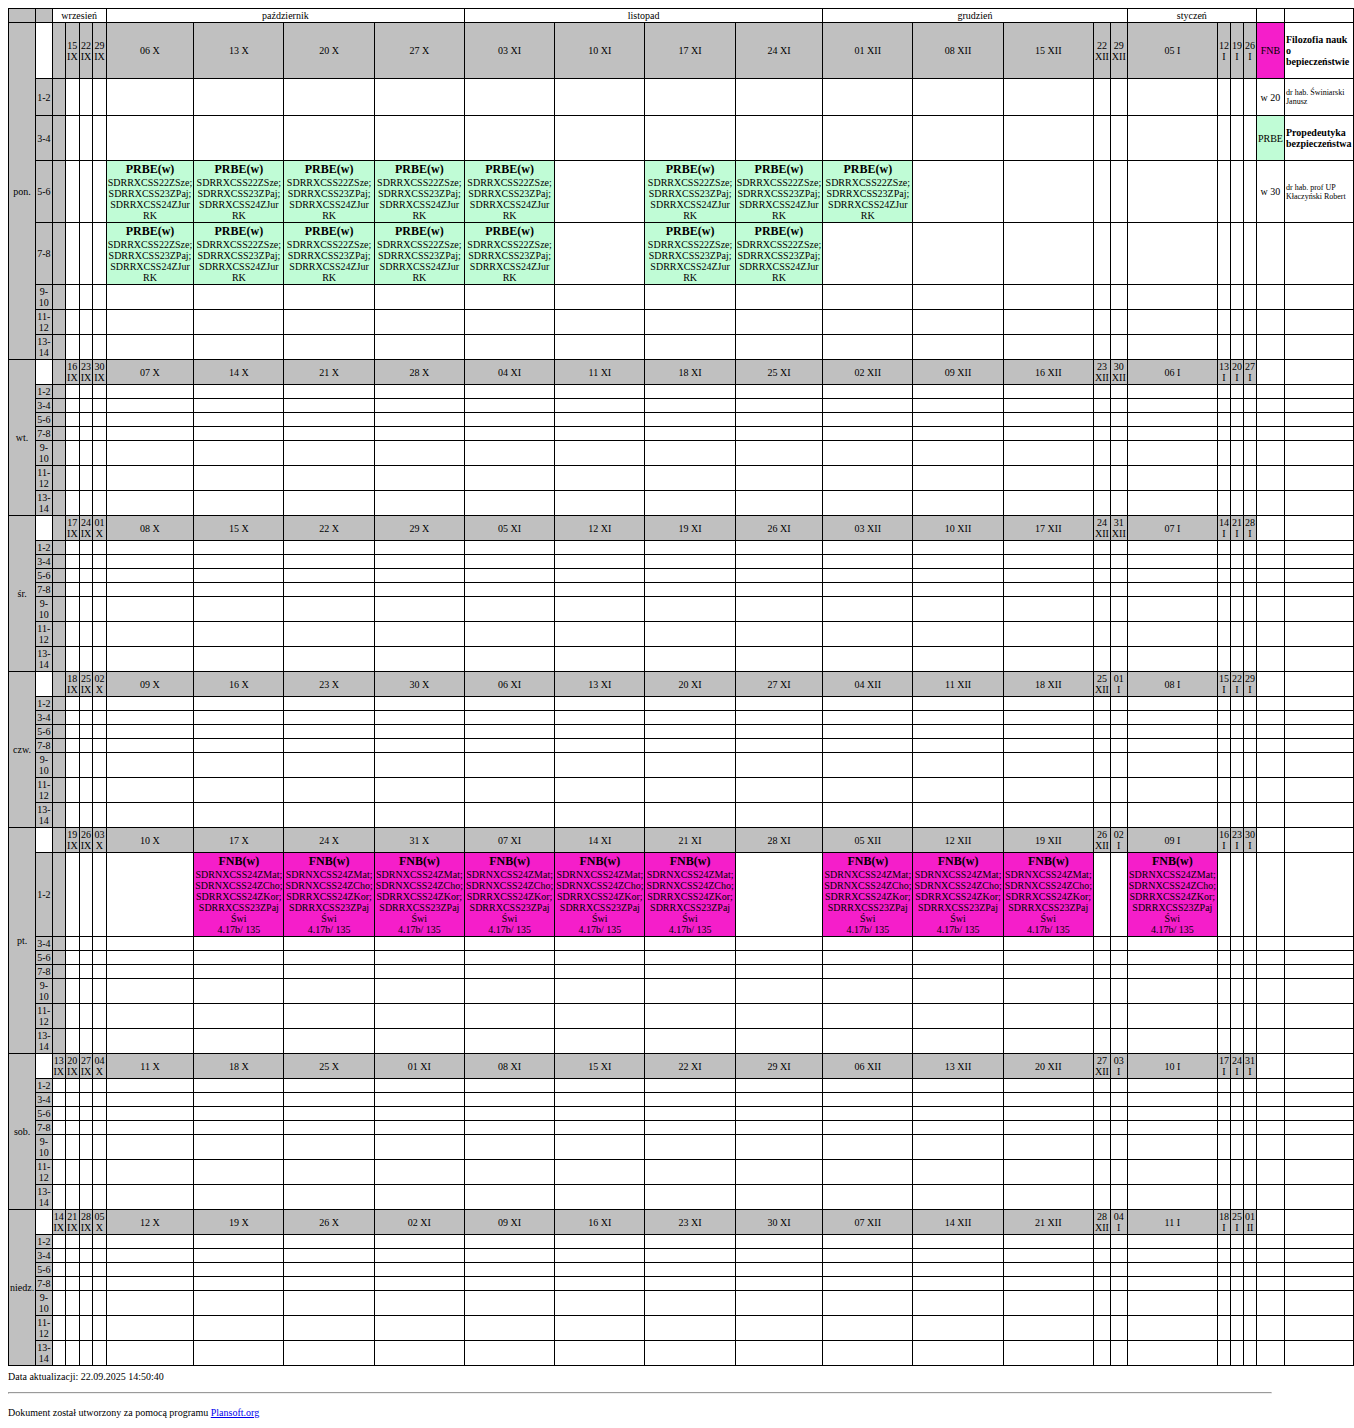 wrzesień październik listopad grudzień styczeń
pon. 15 IX 22 IX 29 IX 06 X 13 X 20 X 27 X 03 XI 10 XI 17 XI 24 XI 01 XII 08 XII 15 XII 22 XII 29 XII 05 I 12 I 19 I 26 I FNB Filozofia nauk o bepieczeństwie
1-2 w 20 dr hab. Świniarski Janusz
3-4 PRBE Propedeutyka bezpieczeństwa
5-6 PRBE(w) PRBE(w) PRBE(w) PRBE(w) PRBE(w) PRBE(w) PRBE(w) PRBE(w) w 30 dr hab. prof UP Kłaczyński Robert
SDRRXCSS22ZSze; SDRRXCSS22ZSze; SDRRXCSS22ZSze; SDRRXCSS22ZSze; SDRRXCSS22ZSze; SDRRXCSS22ZSze; SDRRXCSS22ZSze; SDRRXCSS22ZSze;
SDRRXCSS23ZPaj; SDRRXCSS23ZPaj; SDRRXCSS23ZPaj; SDRRXCSS23ZPaj; SDRRXCSS23ZPaj; SDRRXCSS23ZPaj; SDRRXCSS23ZPaj; SDRRXCSS23ZPaj;
SDRRXCSS24ZJur SDRRXCSS24ZJur SDRRXCSS24ZJur SDRRXCSS24ZJur SDRRXCSS24ZJur SDRRXCSS24ZJur SDRRXCSS24ZJur SDRRXCSS24ZJur
RK RK RK RK RK RK RK RK
7-8 PRBE(w) PRBE(w) PRBE(w) PRBE(w) PRBE(w) PRBE(w) PRBE(w)
SDRRXCSS22ZSze; SDRRXCSS22ZSze; SDRRXCSS22ZSze; SDRRXCSS22ZSze; SDRRXCSS22ZSze; SDRRXCSS22ZSze; SDRRXCSS22ZSze;
SDRRXCSS23ZPaj; SDRRXCSS23ZPaj; SDRRXCSS23ZPaj; SDRRXCSS23ZPaj; SDRRXCSS23ZPaj; SDRRXCSS23ZPaj; SDRRXCSS23ZPaj;
SDRRXCSS24ZJur SDRRXCSS24ZJur SDRRXCSS24ZJur SDRRXCSS24ZJur SDRRXCSS24ZJur SDRRXCSS24ZJur SDRRXCSS24ZJur
RK RK RK RK RK RK RK
9-10
11-12
13-14
wt. 16 IX 23 IX 30 IX 07 X 14 X 21 X 28 X 04 XI 11 XI 18 XI 25 XI 02 XII 09 XII 16 XII 23 XII 30 XII 06 I 13 I 20 I 27 I
1-2
3-4
5-6
7-8
9-10
11-12
13-14
śr. 17 IX 24 IX 01 X 08 X 15 X 22 X 29 X 05 XI 12 XI 19 XI 26 XI 03 XII 10 XII 17 XII 24 XII 31 XII 07 I 14 I 21 I 28 I
1-2
3-4
5-6
7-8
9-10
11-12
13-14
czw. 18 IX 25 IX 02 X 09 X 16 X 23 X 30 X 06 XI 13 XI 20 XI 27 XI 04 XII 11 XII 18 XII 25 XII 01 I 08 I 15 I 22 I 29 I
1-2
3-4
5-6
7-8
9-10
11-12
13-14
pt. 19 IX 26 IX 03 X 10 X 17 X 24 X 31 X 07 XI 14 XI 21 XI 28 XI 05 XII 12 XII 19 XII 26 XII 02 I 09 I 16 I 23 I 30 I
1-2 FNB(w) FNB(w) FNB(w) FNB(w) FNB(w) FNB(w) FNB(w) FNB(w) FNB(w) FNB(w)
SDRNXCSS24ZMat; SDRNXCSS24ZMat; SDRNXCSS24ZMat; SDRNXCSS24ZMat; SDRNXCSS24ZMat; SDRNXCSS24ZMat; SDRNXCSS24ZMat; SDRNXCSS24ZMat; SDRNXCSS24ZMat; SDRNXCSS24ZMat;
SDRNXCSS24ZCho; SDRNXCSS24ZCho; SDRNXCSS24ZCho; SDRNXCSS24ZCho; SDRNXCSS24ZCho; SDRNXCSS24ZCho; SDRNXCSS24ZCho; SDRNXCSS24ZCho; SDRNXCSS24ZCho; SDRNXCSS24ZCho;
SDRRXCSS24ZKor; SDRRXCSS24ZKor; SDRRXCSS24ZKor; SDRRXCSS24ZKor; SDRRXCSS24ZKor; SDRRXCSS24ZKor; SDRRXCSS24ZKor; SDRRXCSS24ZKor; SDRRXCSS24ZKor; SDRRXCSS24ZKor;
SDRRXCSS23ZPaj SDRRXCSS23ZPaj SDRRXCSS23ZPaj SDRRXCSS23ZPaj SDRRXCSS23ZPaj SDRRXCSS23ZPaj SDRRXCSS23ZPaj SDRRXCSS23ZPaj SDRRXCSS23ZPaj SDRRXCSS23ZPaj
Świ Świ Świ Świ Świ Świ Świ Świ Świ Świ
4.17b/ 135 4.17b/ 135 4.17b/ 135 4.17b/ 135 4.17b/ 135 4.17b/ 135 4.17b/ 135 4.17b/ 135 4.17b/ 135 4.17b/ 135
3-4
5-6
7-8
9-10
11-12
13-14
sob. 13 IX 20 IX 27 IX 04 X 11 X 18 X 25 X 01 XI 08 XI 15 XI 22 XI 29 XI 06 XII 13 XII 20 XII 27 XII 03 I 10 I 17 I 24 I 31 I
1-2
3-4
5-6
7-8
9-10
11-12
13-14
niedz. 14 IX 21 IX 28 IX 05 X 12 X 19 X 26 X 02 XI 09 XI 16 XI 23 XI 30 XI 07 XII 14 XII 21 XII 28 XII 04 I 11 I 18 I 25 I 01 II
1-2
3-4
5-6
7-8
9-10
11-12
13-14
Data aktualizacji: 22.09.2025 14:50:40
Dokument został utworzony za pomocą programu Plansoft.org